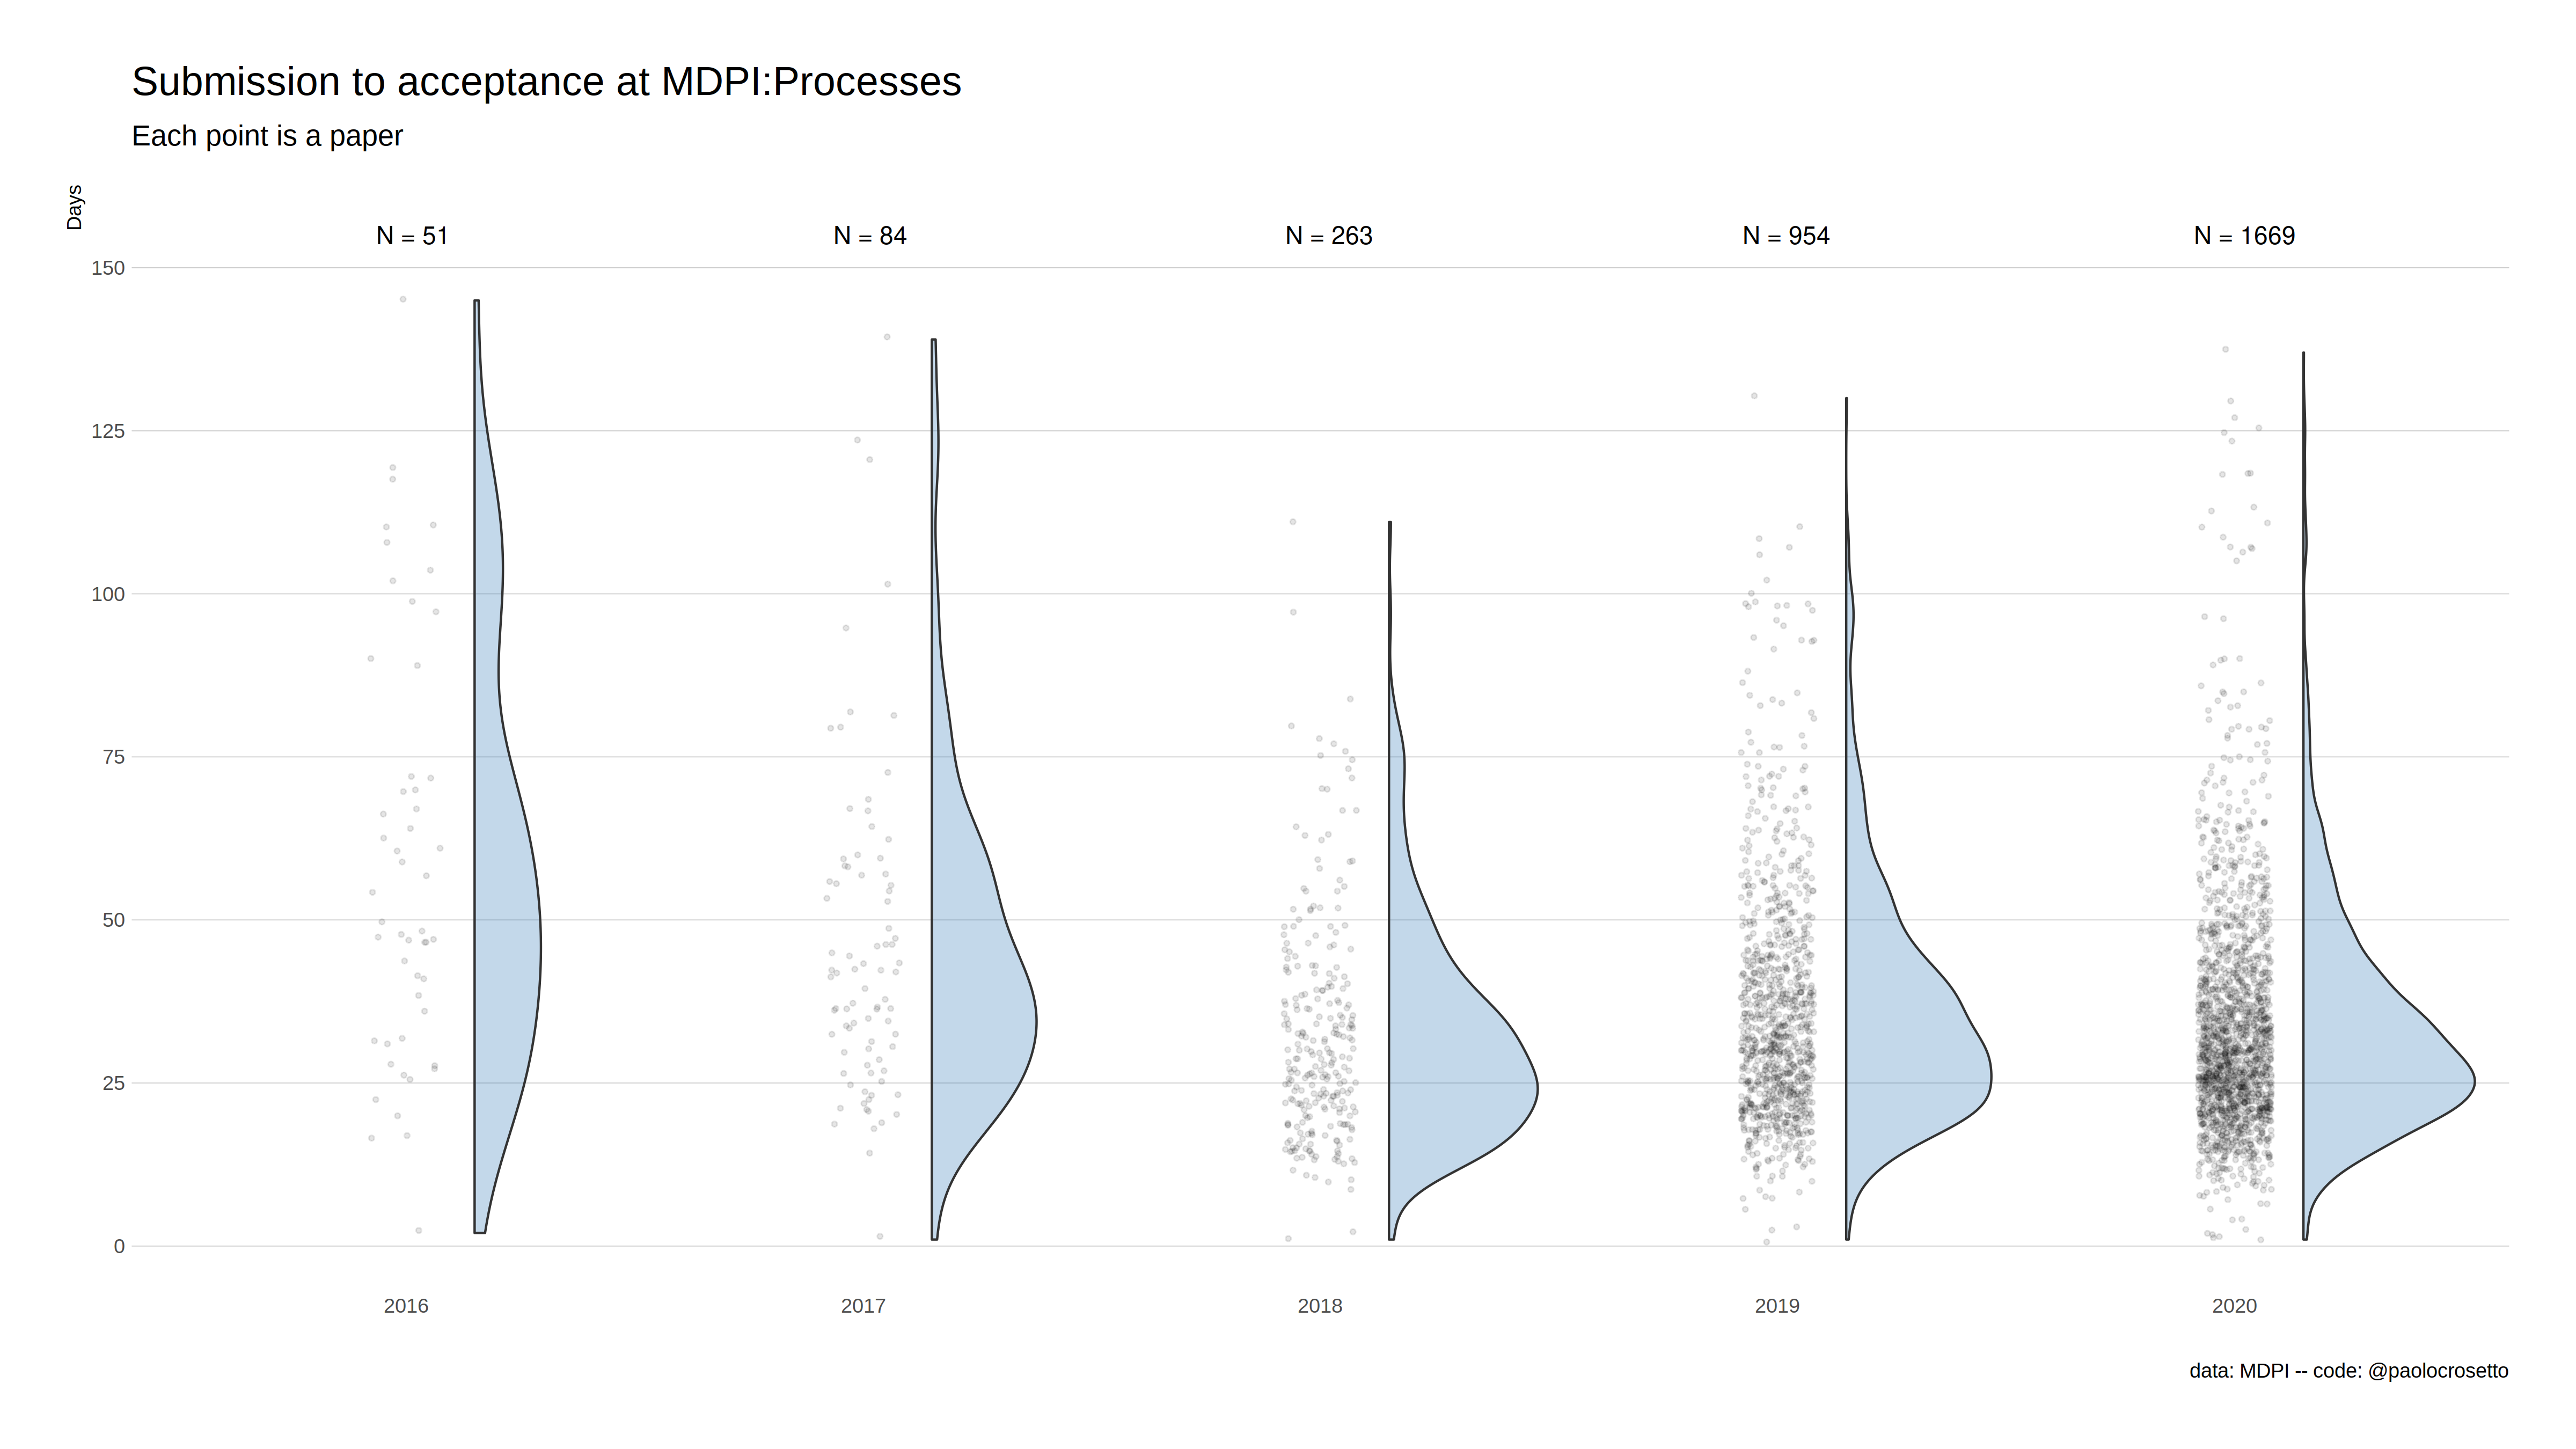 Submission to acceptance at MDPI:Processes
Each point is a paper
Days
N = 51
N = 84
N = 263
N = 954
N = 1669
150
125
100
75
50
25
0
2016
2017
2018
2019
2020
data: MDPI -- code: @paolocrosetto